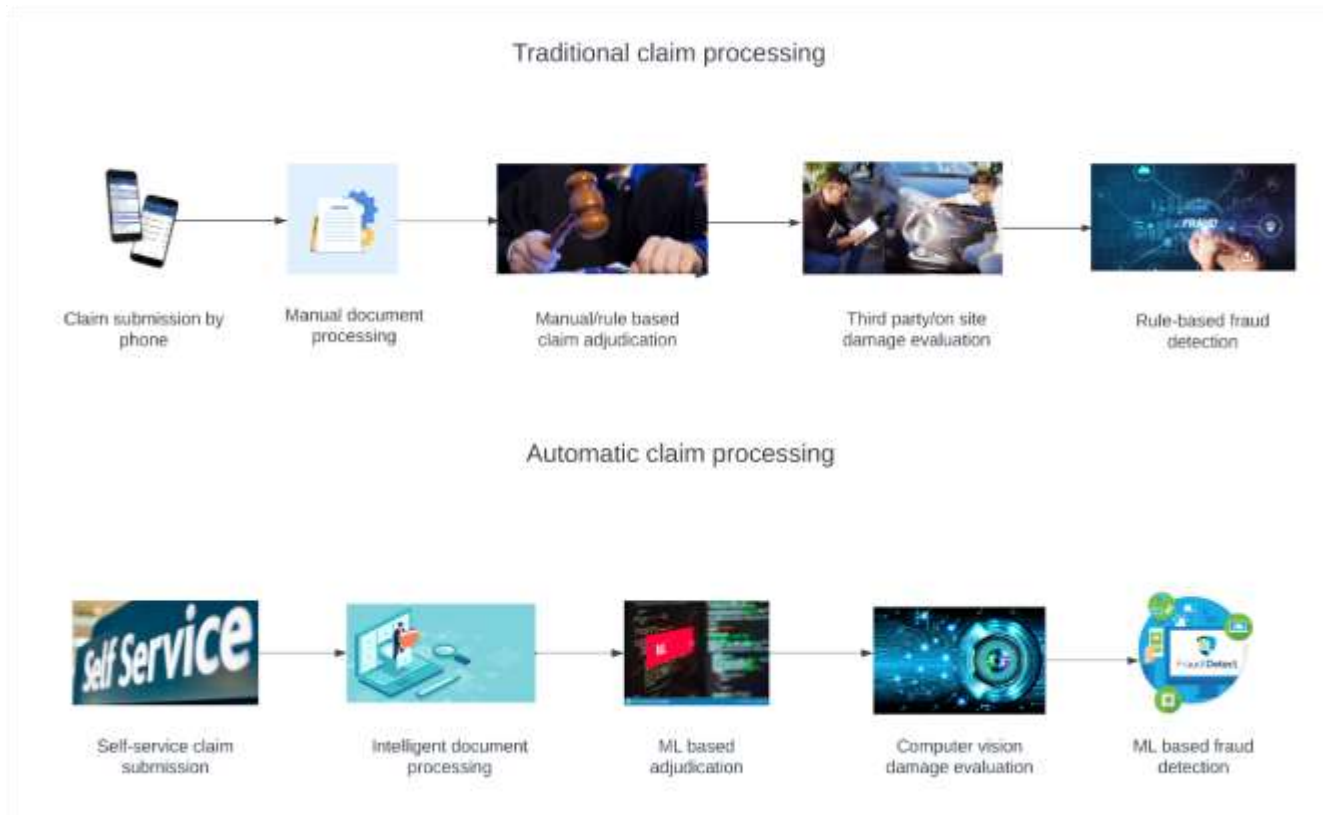 Traditional claim processing
Claim submission by
phone
Manual document
processing
Manual/rule based
claim adjudication
Third party/on site
damage evaluation
FRAUD
Rule-based fraud
detection
Automatic claim processing
Self Service
ML
FraudDetect
Self-service claim
submission
Intelligent document
processing
ML based
adjudication
Computer vision
damage evaluation
ML based fraud
detection